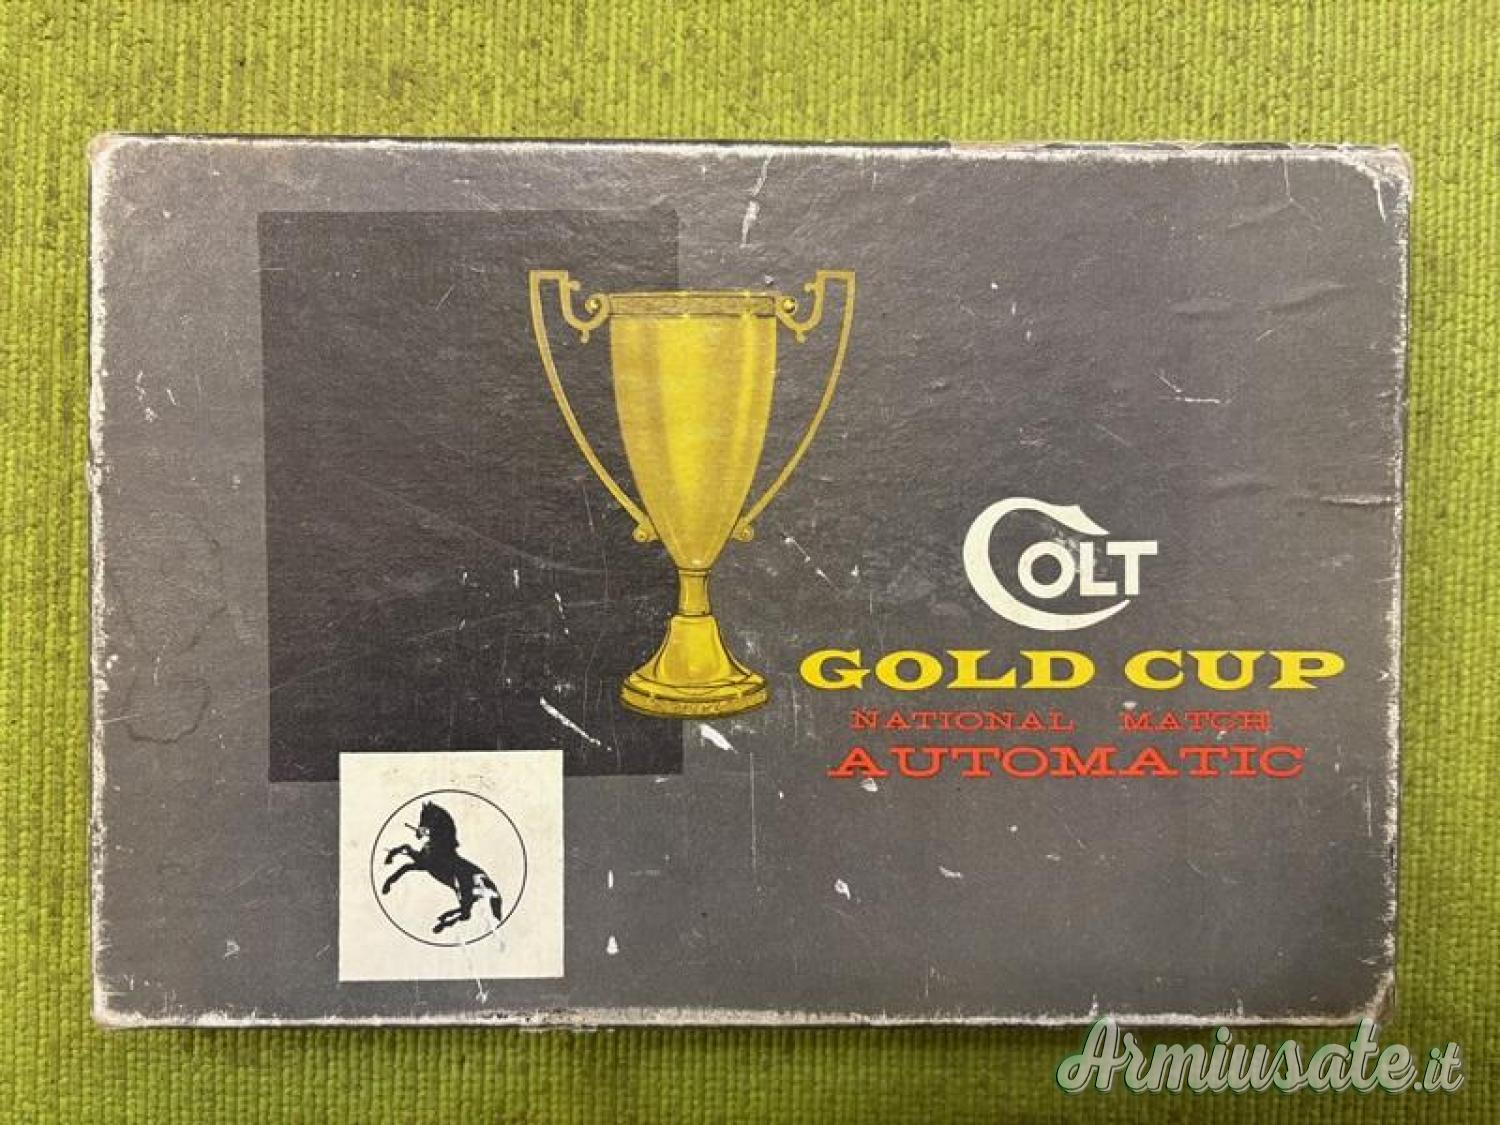 COLT
GOLD CUP
NATIONAL MATCH
AUTOMATIC
Armiusate.it